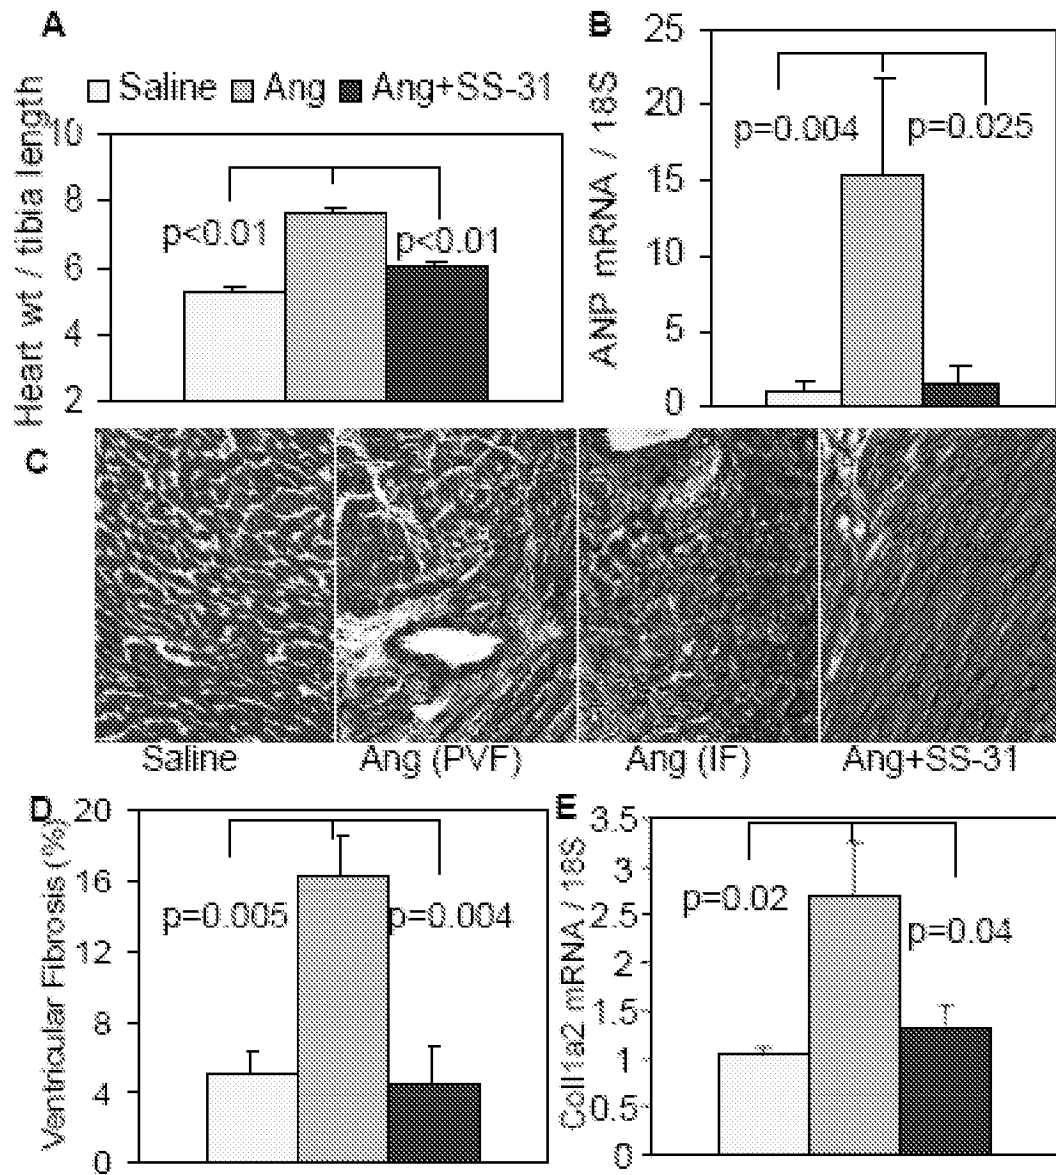 A
Saline Ang Ang+SS-31
Heart wt / tibia length
10
8
6
4
2
p<0.01
p<0.01
B
ANP mRNA / 18S
25
20
15
10
5
0
p=0.004
p=0.025
C
Saline
Ang (PVF)
Ang (IF)
Ang+SS-31
D
Ventricular Fibrosis (%)
20
16
12
8
4
0
p=0.005
p=0.004
E
Coll1a2 mRNA / 18S
3.5
3
2.5
2
1.5
1
0.5
0
p=0.02
p=0.04